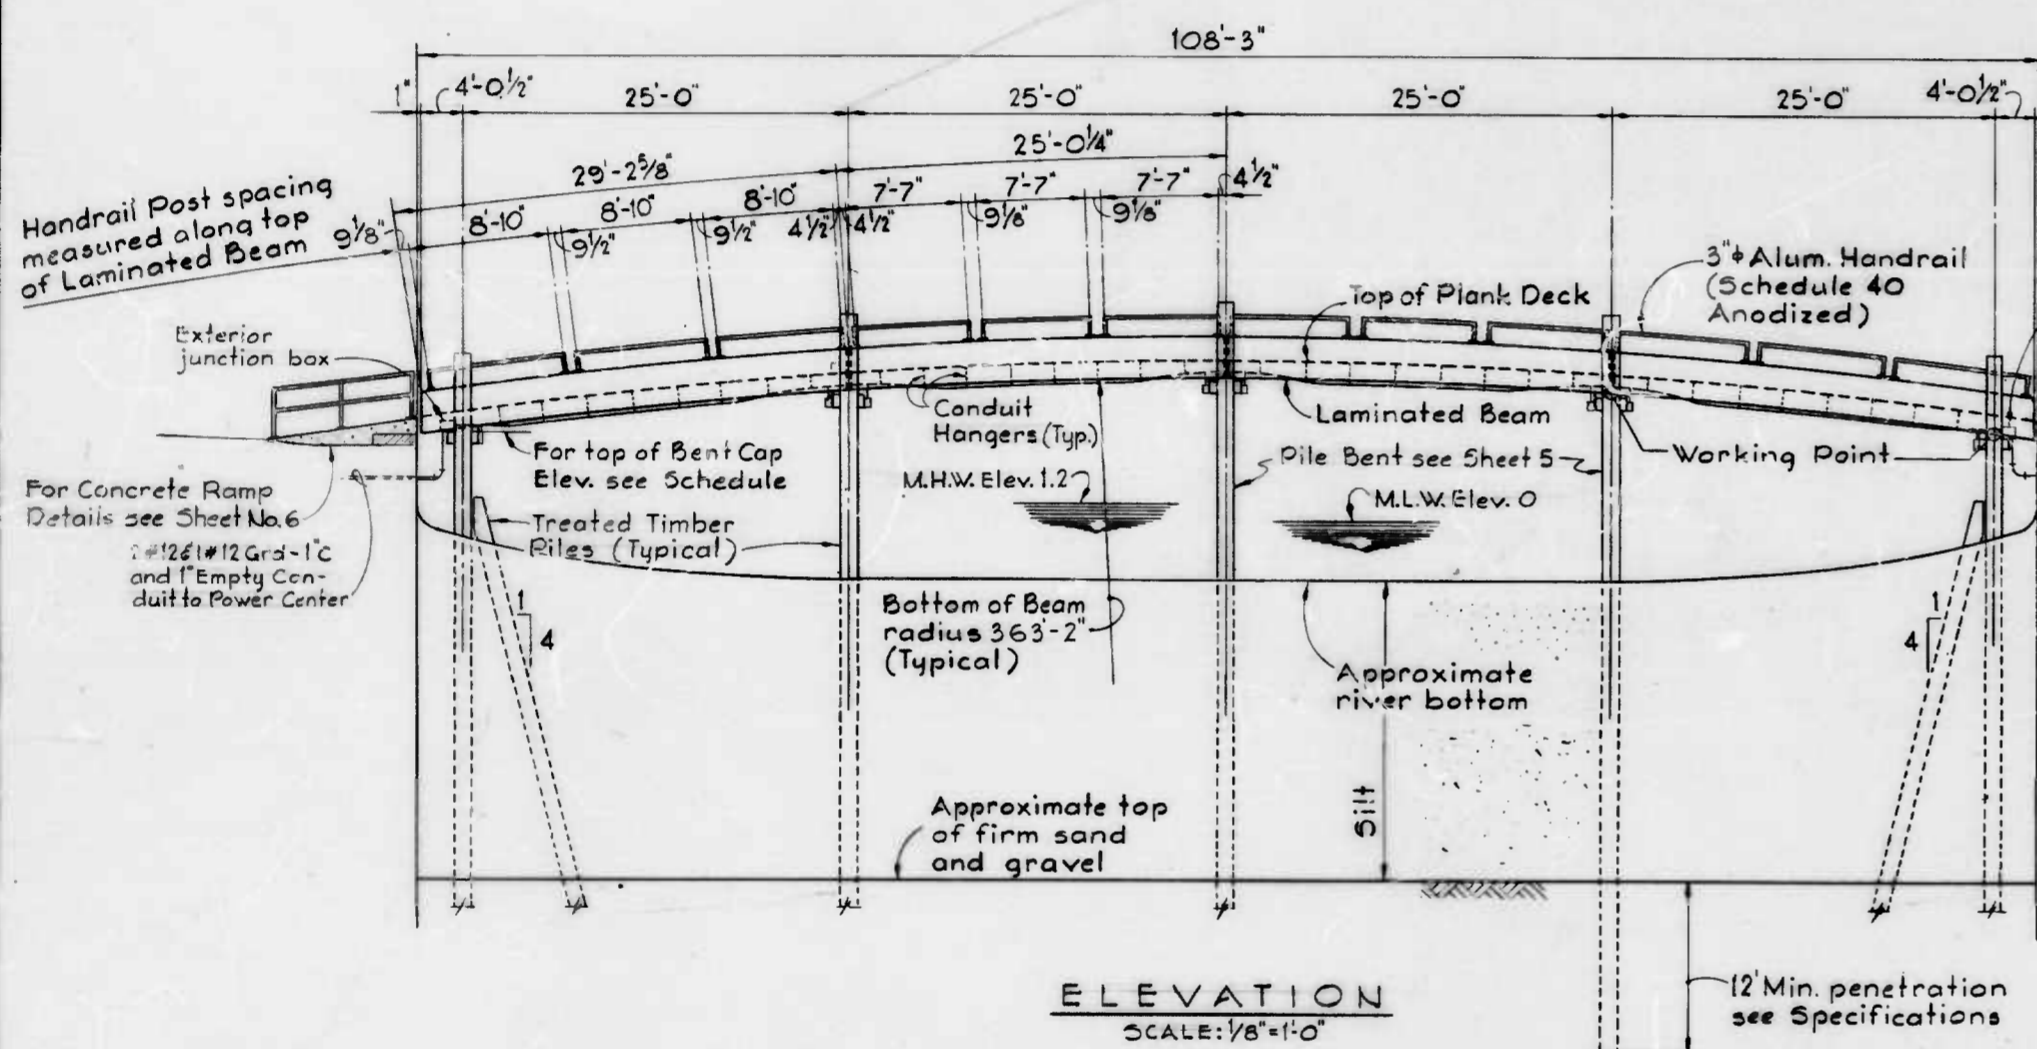 108'-3"
1" 4'-0½" 25'-0" 25'-0" 25'-0" 25'-0" 4'-0½"
25'-0¼"
29'-2⅝"
8'-10" 8'-10" 8'-10" 7'-7" 7'-7" 7'-7" 4½"
9⅛" 9½" 9½" 4½" 4½" 9⅛" 9⅛"
Handrail Post spacing
measured along top
of Laminated Beam
3"⌀ Alum. Handrail
(Schedule 40
Anodized)
Top of Plank Deck
Exterior
junction box
Conduit
Hangers (Typ.)
Laminated Beam
For top of Bent Cap
Elev. see Schedule
M.H.W. Elev. 1.2
Pile Bent see Sheet 5
Working Point
M.L.W. Elev. 0
For Concrete Ramp
Details see Sheet No. 6
Treated Timber
Piles (Typical)
#12 & 1#12 Grd-1"C
and 1" Empty Con-
duit to Power Center
1
4
Bottom of Beam
radius 363'-2"
(Typical)
1
4
Approximate
river bottom
Silt
Approximate top
of firm sand
and gravel
12' Min. penetration
see Specifications
ELEVATION
SCALE: ⅛"=1'-0"